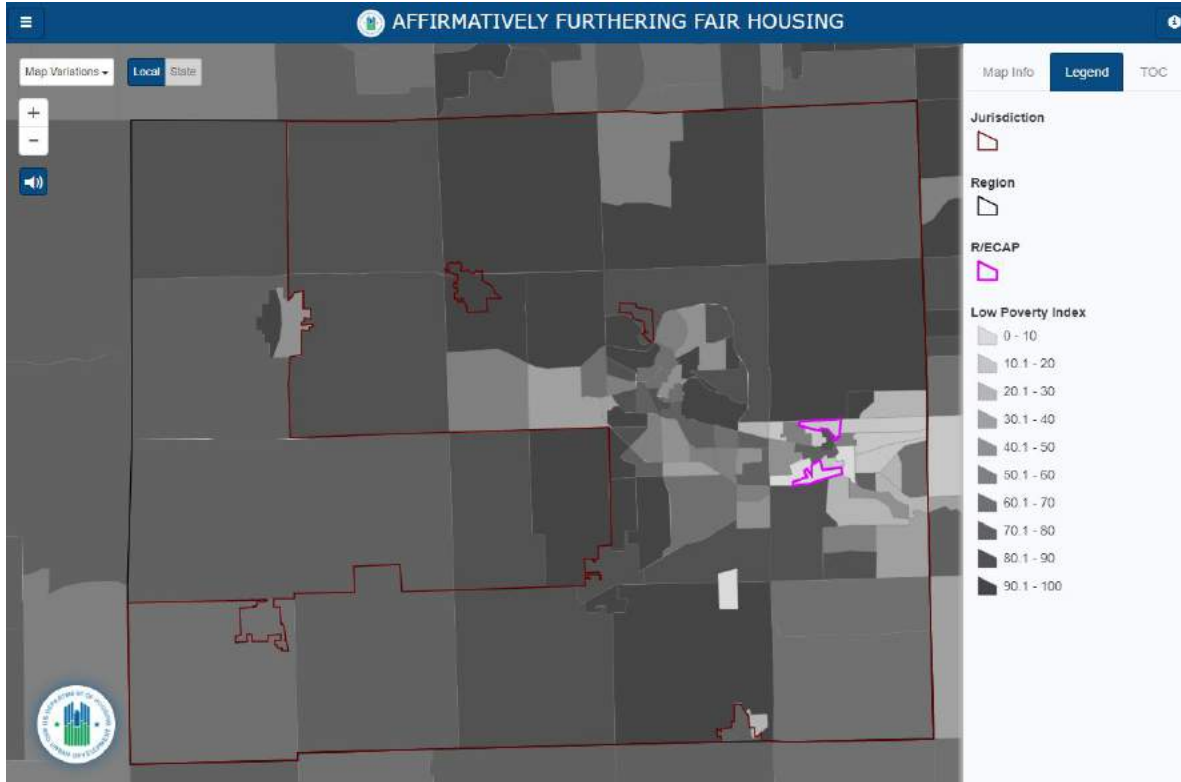 AFFIRMATIVELY FURTHERING FAIR HOUSING
Map Variations
Local State
+
−
Map Info Legend TOC
Jurisdiction
Region
R/ECAP
Low Poverty Index
0 - 10
10.1 - 20
20.1 - 30
30.1 - 40
40.1 - 50
50.1 - 60
60.1 - 70
70.1 - 80
80.1 - 90
90.1 - 100